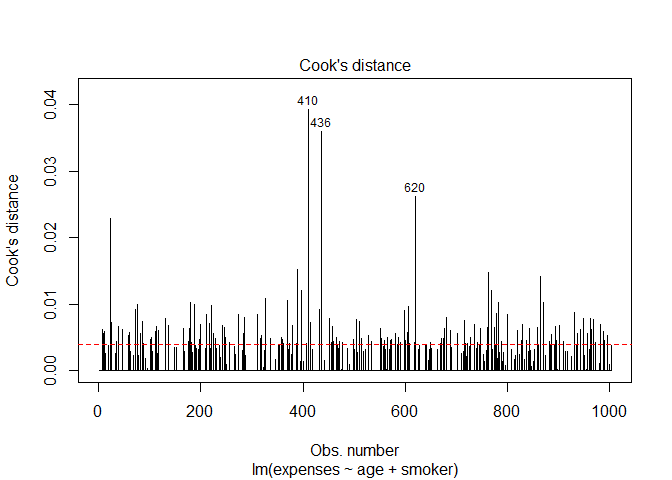 Cook's distance
0.04
410
436
0.03
620
Cook's distance
0.02
0.01
0.00
0 200 400 600 800 1000
Obs. number
lm(expenses ~ age + smoker)